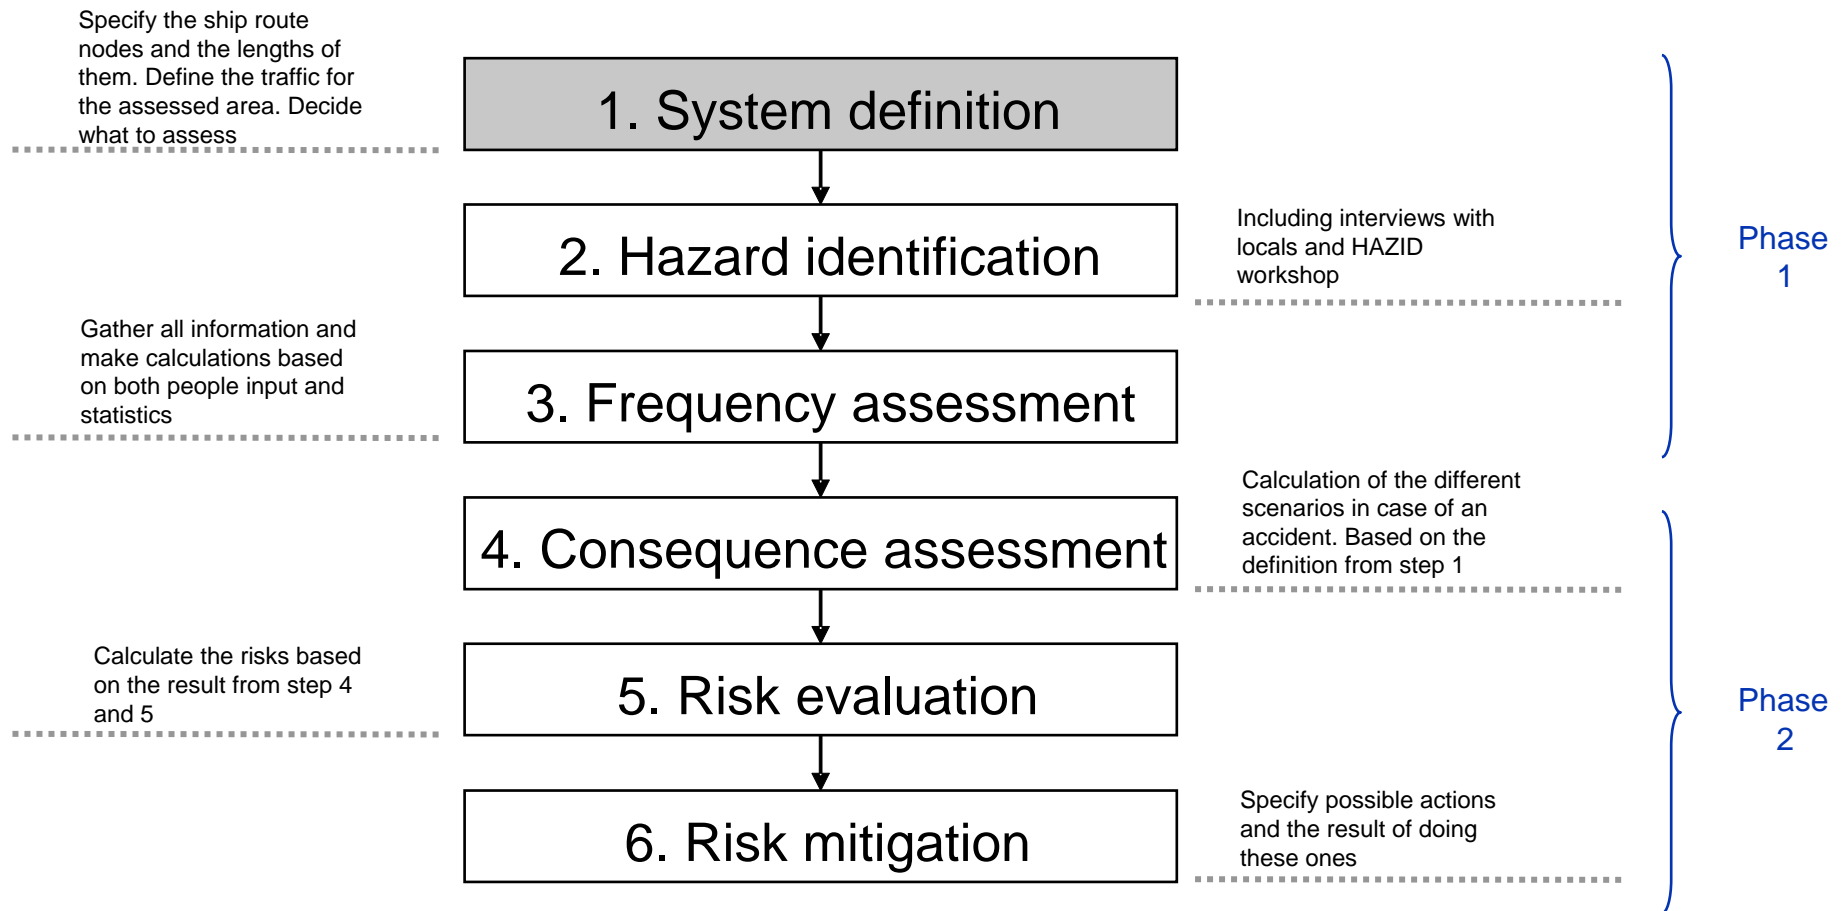 Specify the ship route
nodes and the lengths of
them. Define the traffic for
the assessed area. Decide
what to assess
1. System definition
2. Hazard identification
Including interviews with
locals and HAZID
workshop
Phase
1
Gather all information and
make calculations based
on both people input and
statistics
3. Frequency assessment
4. Consequence assessment
Calculation of the different
scenarios in case of an
accident. Based on the
definition from step 1
Calculate the risks based
on the result from step 4
and 5
5. Risk evaluation
Phase
2
6. Risk mitigation
Specify possible actions
and the result of doing
these ones